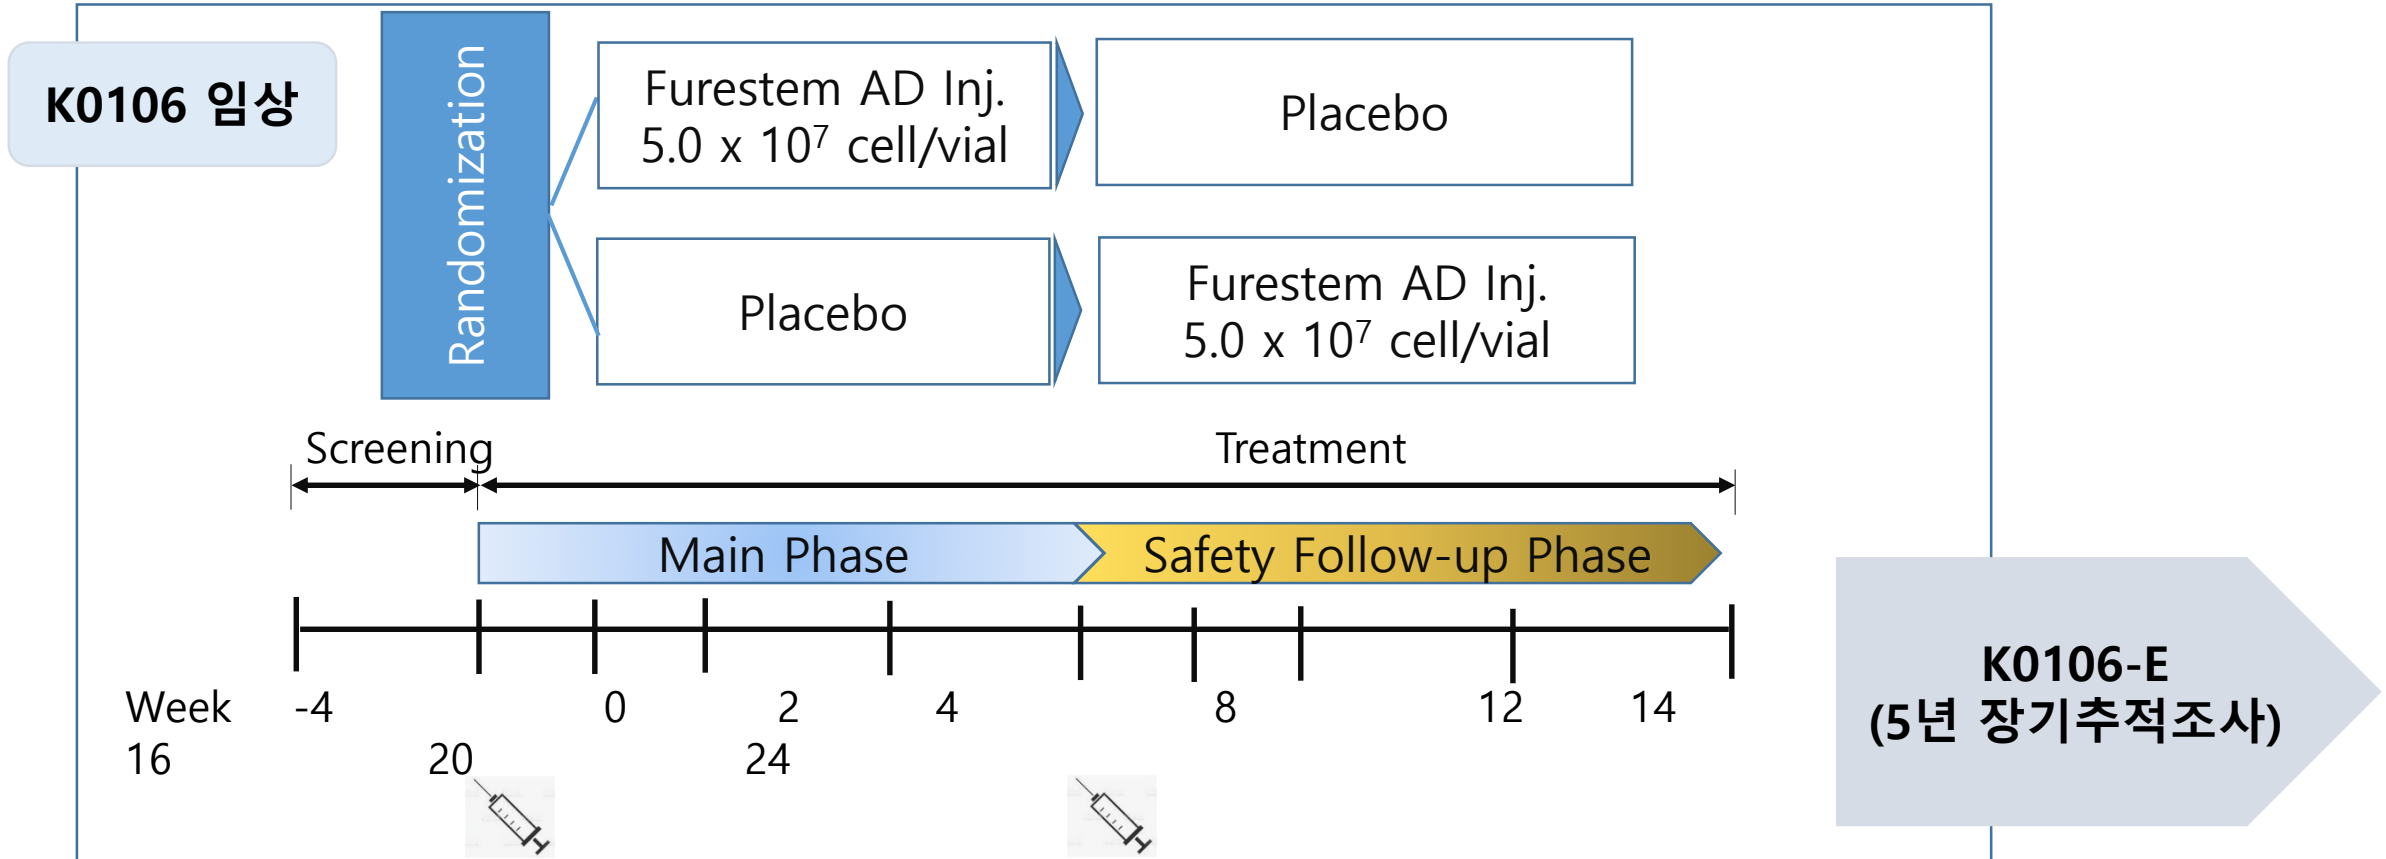 K0106 임상
Randomization
Furestem AD Inj.
5.0 x 10⁷ cell/vial
Placebo
Placebo
Furestem AD Inj.
5.0 x 10⁷ cell/vial
Screening
Treatment
Main Phase
Safety Follow-up Phase
Week -4 0 2 4 8 12 14
16 20 24
K0106-E
(5년 장기추적조사)